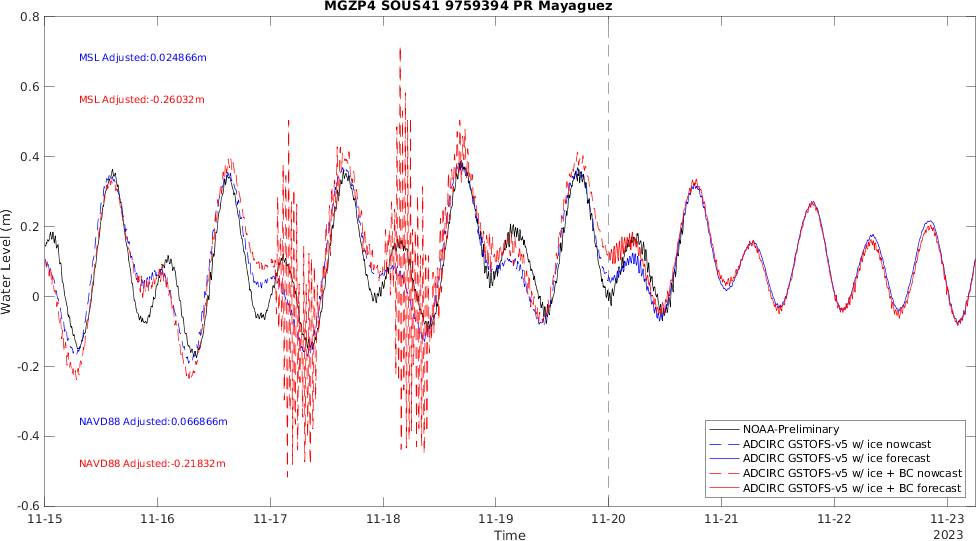 MGZP4 SOUS41 9759394 PR Mayaguez
0.8
MSL Adjusted:0.024866m
0.6
MSL Adjusted:-0.26032m
0.4
0.2
Water Level (m)
0
-0.2
NAVD88 Adjusted:0.066866m
-0.4
NAVD88 Adjusted:-0.21832m
-0.6
NOAA-Preliminary
ADCIRC GSTOFS-v5 w/ ice nowcast
ADCIRC GSTOFS-v5 w/ ice forecast
ADCIRC GSTOFS-v5 w/ ice + BC nowcast
ADCIRC GSTOFS-v5 w/ ice + BC forecast
11-15 11-16 11-17 11-18 11-19 11-20 11-21 11-22 11-23
Time
2023